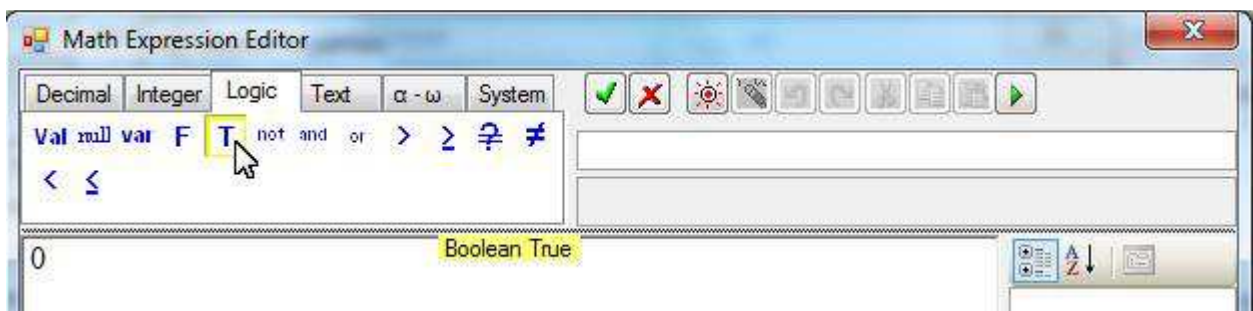 Math Expression Editor
Decimal Integer Logic Text α - ω System
Val null var F T not and or > ≥ ≠
< ≤
0
Boolean True
A
Z